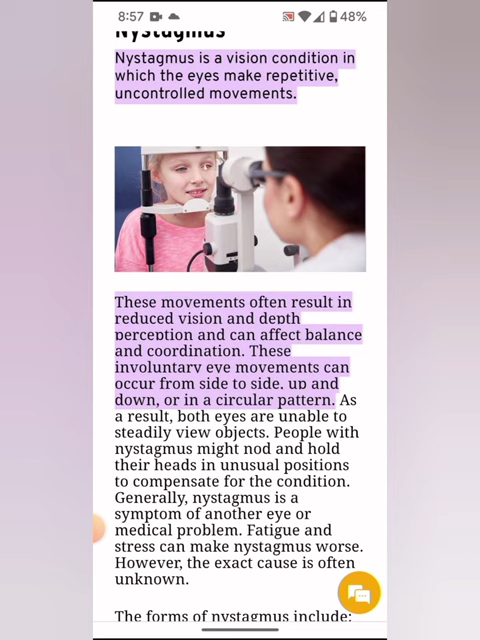 8:57
48%
Nystagmus
Nystagmus is a vision condition in
which the eyes make repetitive,
uncontrolled movements.
These movements often result in
reduced vision and depth
perception and can affect balance
and coordination. These
involuntary eye movements can
occur from side to side, up and
down, or in a circular pattern. As
a result, both eyes are unable to
steadily view objects. People with
nystagmus might nod and hold
their heads in unusual positions
to compensate for the condition.
Generally, nystagmus is a
symptom of another eye or
medical problem. Fatigue and
stress can make nystagmus worse.
However, the exact cause is often
unknown.
The forms of nystagmus include: